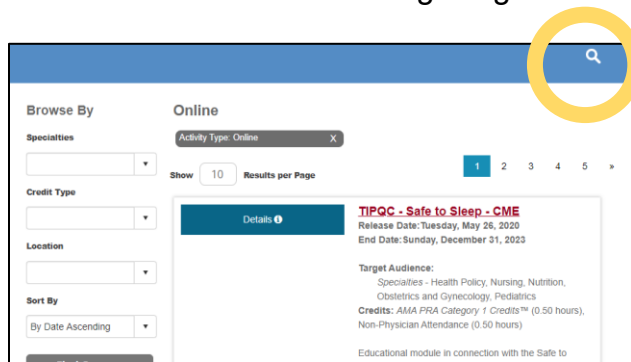 Browse By
Specialties
Credit Type
Location
Sort By
By Date Ascending
Online
Activity Type: Online X
Show 10 Results per Page
1 2 3 4 5 »
Details
TIPQC - Safe to Sleep - CME
Release Date:Tuesday, May 26, 2020
End Date:Sunday, December 31, 2023
Target Audience:
Specialties - Health Policy, Nursing, Nutrition,
Obstetrics and Gynecology, Pediatrics
Credits: AMA PRA Category 1 Credits™ (0.50 hours),
Non-Physician Attendance (0.50 hours)
Educational module in connection with the Safe to